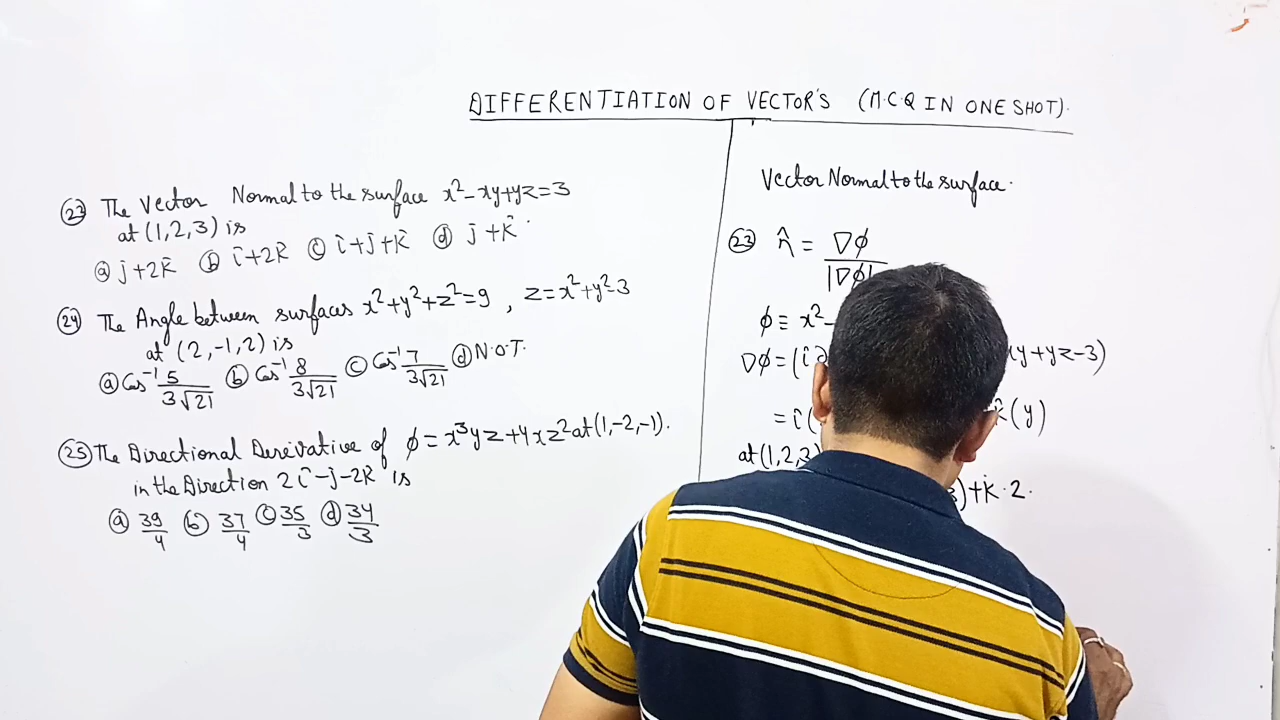 DIFFERENTIATION OF VECTOR'S (M.C.Q IN ONE SHOT).
(23) The Vector Normal to the surface x²-xy+yz=3
at (1,2,3) is
(a) ĵ+2k̂ (b) î+2k̂ (c) î+ĵ+k̂ (d) ĵ+k̂
(24) The Angle between surfaces x²+y²+z²=9, z=x²+y²-3
at (2,-1,2) is
(a) Cos⁻¹ 5/3√21 (b) Cos⁻¹ 8/3√21 (c) Cos⁻¹ 7/3√21 (d) N.O.T.
(25) The Directional Derivative of φ=x³yz+4xz² at (1,-2,-1).
in the Direction 2î-ĵ-2k̂ is
(a) 39/4 (b) 37/4 (c) 35/3 (d) 34/3
Vector Normal to the surface.
(23) n̂ = ∇φ/|∇φ|
φ ≡ x²-
∇φ=(î xy+yz-3)
= î( k̂(y)
at (1,2,3)
)+k̂·2.